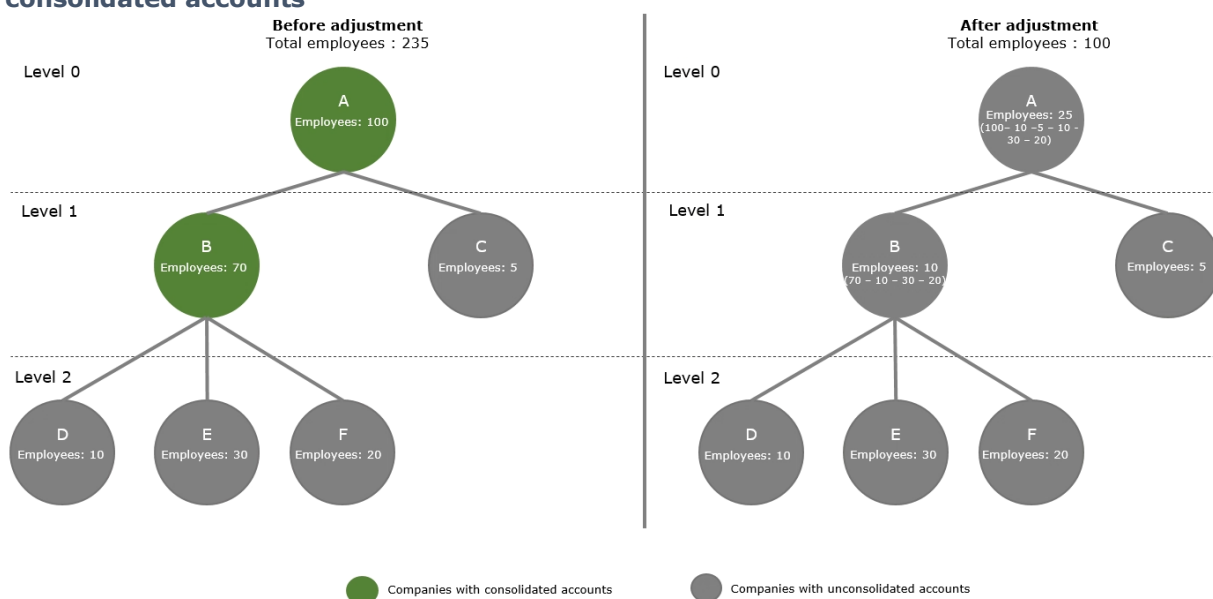 consolidated accounts
Before adjustment
Total employees : 235
Level 0
A
Employees: 100
Level 1
B
Employees: 70
C
Employees: 5
Level 2
D
Employees: 10
E
Employees: 30
F
Employees: 20
After adjustment
Total employees : 100
Level 0
A
Employees: 25
(100– 10 –5 – 10 -
30 – 20)
Level 1
B
Employees: 10
(70 – 10 – 30 – 20)
C
Employees: 5
Level 2
D
Employees: 10
E
Employees: 30
F
Employees: 20
Companies with consolidated accounts
Companies with unconsolidated accounts